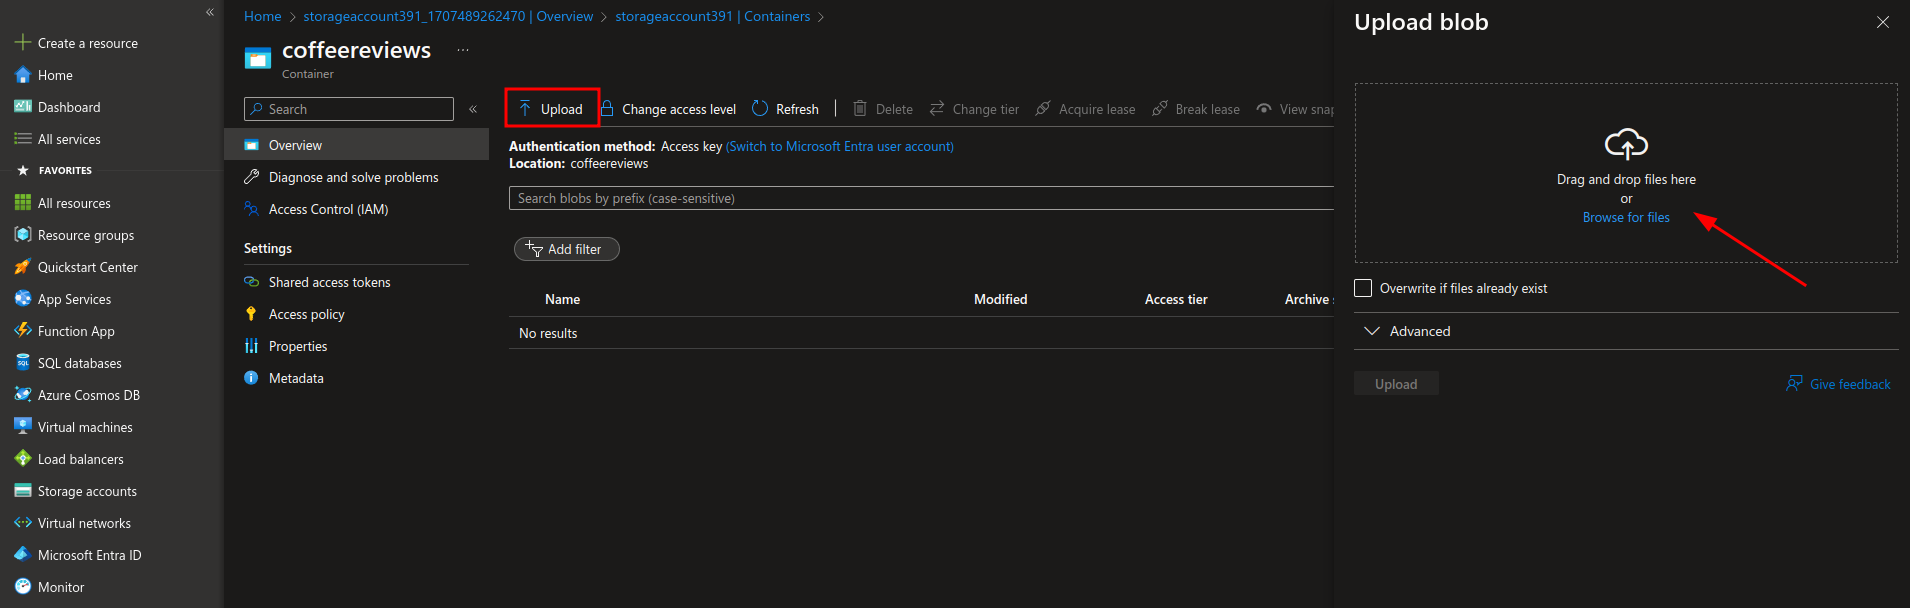 «
Create a resource
Home
Dashboard
All services
FAVORITES
All resources
Resource groups
Quickstart Center
App Services
Function App
SQL databases
Azure Cosmos DB
Virtual machines
Load balancers
Storage accounts
Virtual networks
Microsoft Entra ID
Monitor
Home > storageaccount391_1707489262470 | Overview > storageaccount391 | Containers >
coffeereviews ...
Container
Search «
Overview
Diagnose and solve problems
Access Control (IAM)
Settings
Shared access tokens
Access policy
Properties
Metadata
Upload Change access level Refresh | Delete Change tier Acquire lease Break lease View snap
Authentication method: Access key (Switch to Microsoft Entra user account)
Location: coffeereviews
Search blobs by prefix (case-sensitive)
Add filter
Name Modified Access tier Archive s
No results
Upload blob
Drag and drop files here
or
Browse for files
Overwrite if files already exist
Advanced
Upload Give feedback